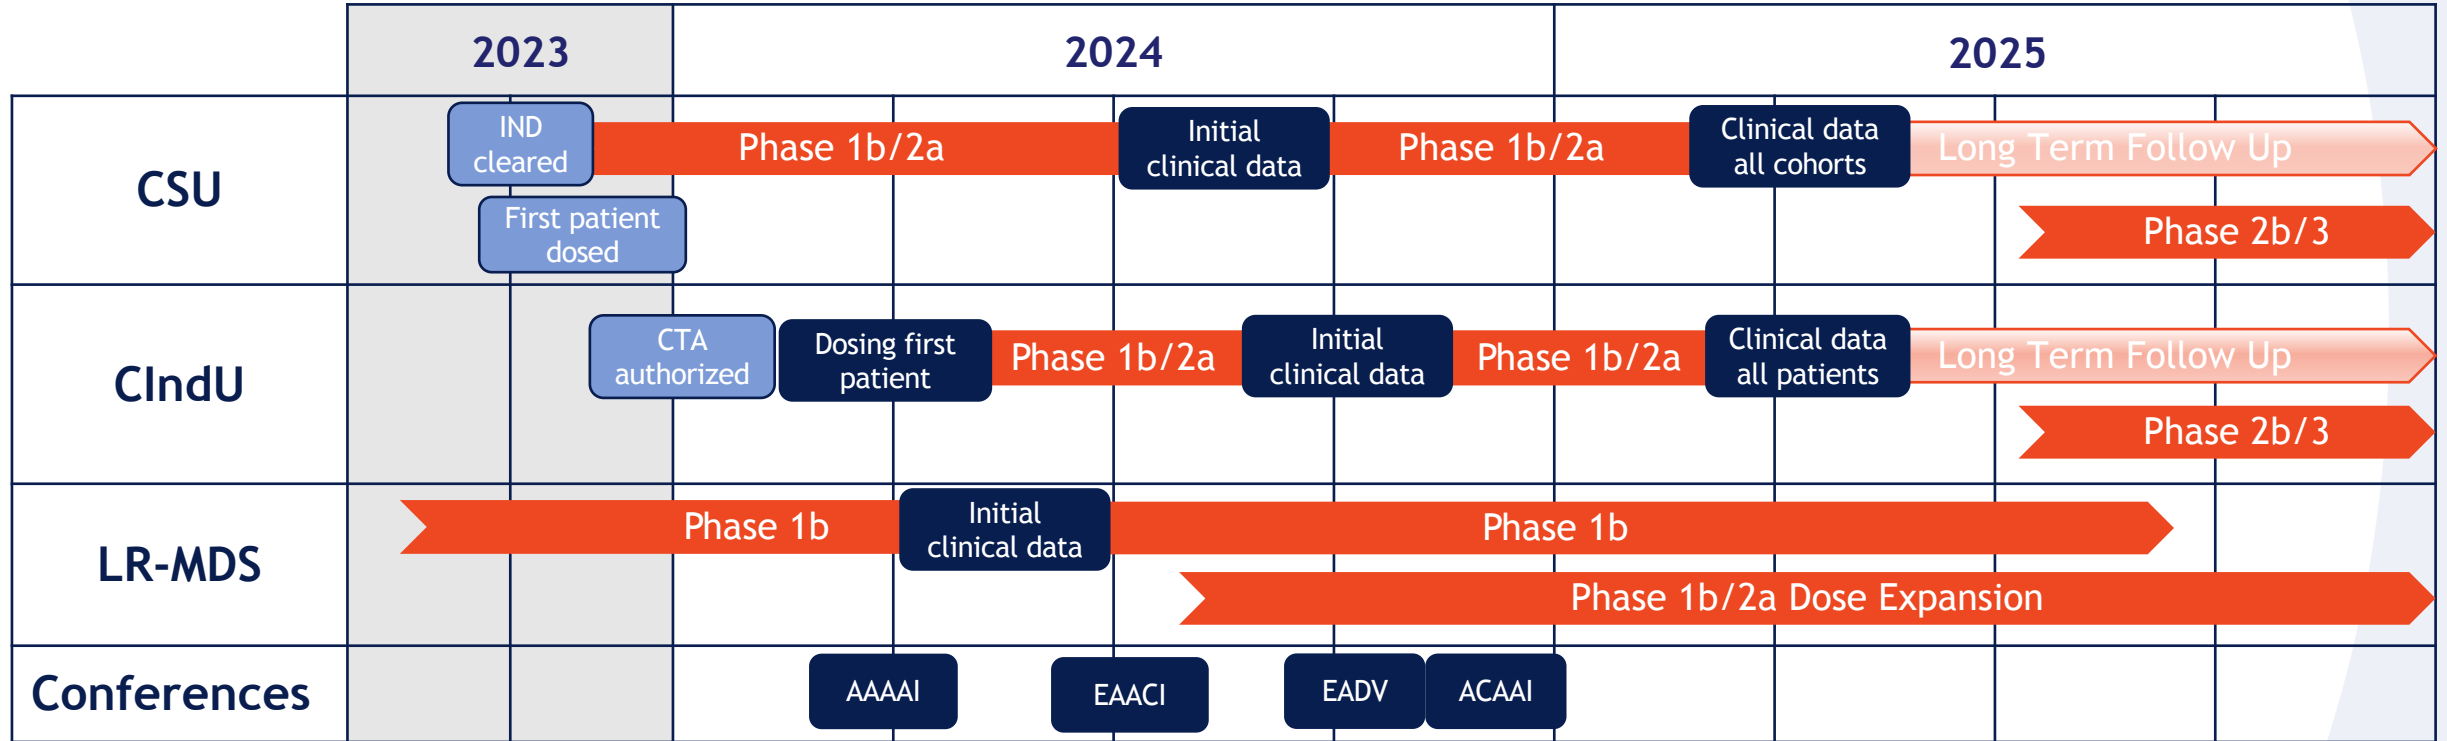 2023
2024
2025
CSU
IND
cleared
Phase 1b/2a
Initial
clinical data
Phase 1b/2a
Clinical data
all cohorts
Long Term Follow Up
First patient
dosed
Phase 2b/3
CIndU
CTA
authorized
Dosing first
patient
Phase 1b/2a
Initial
clinical data
Phase 1b/2a
Clinical data
all patients
Long Term Follow Up
Phase 2b/3
LR-MDS
Phase 1b
Initial
clinical data
Phase 1b
Phase 1b/2a Dose Expansion
Conferences
AAAAI
EAACI
EADV
ACAAI